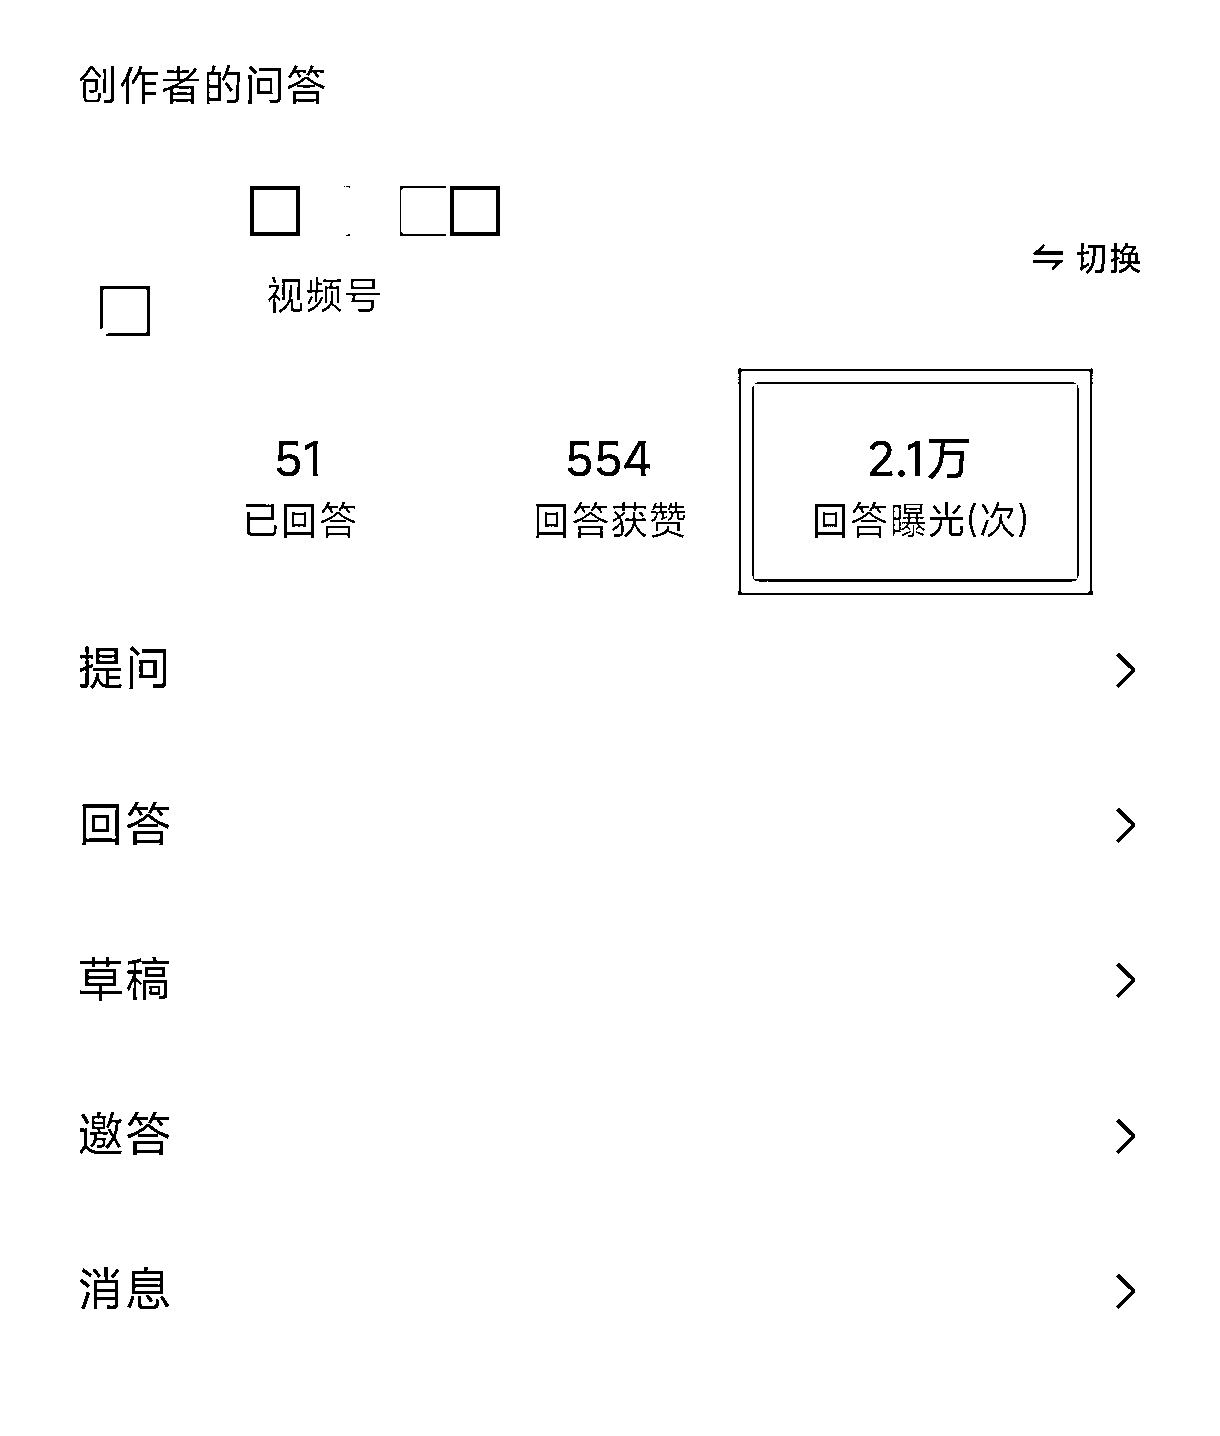 创作者的问答
切换
视频号
51 554 2.1万
已回答 回答获赞 回答曝光(次)
提问
回答
草稿
邀答
消息